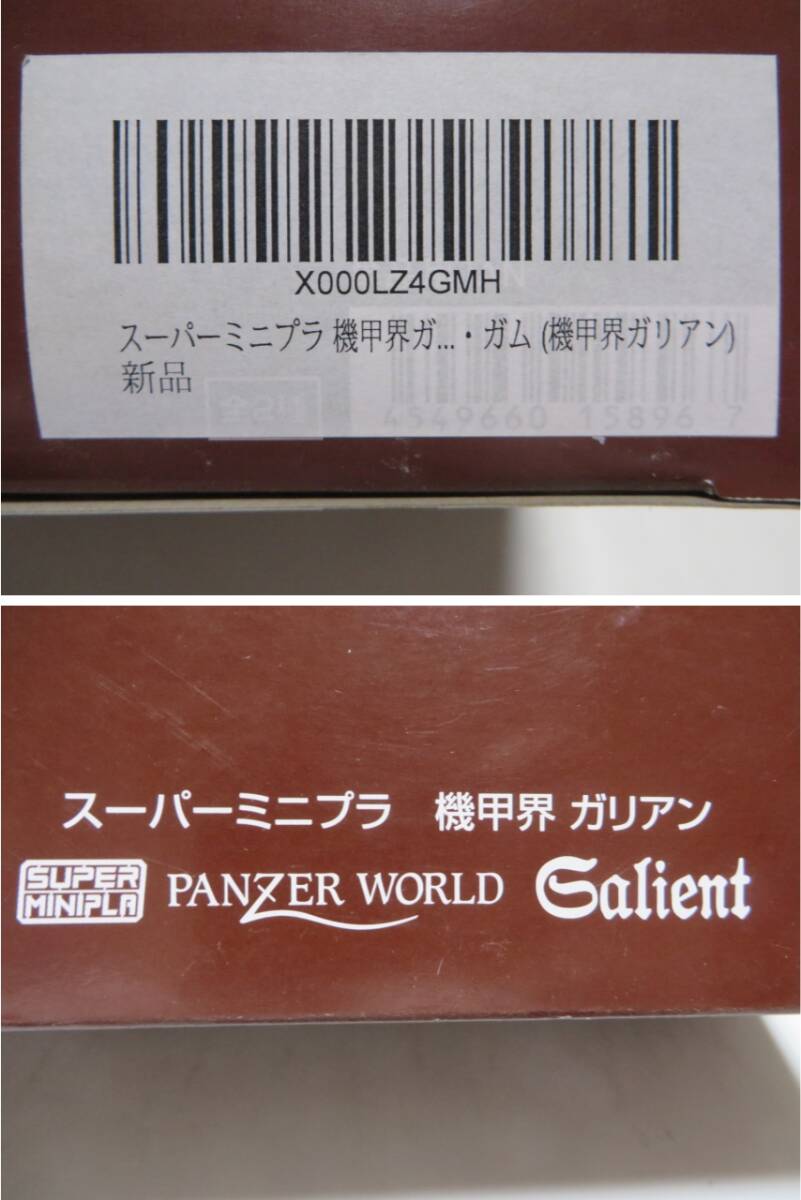 X000LZ4GMH
スーパーミニプラ 機甲界ガ...・ガム (機甲界ガリアン)
新品
4549660 15896 7
スーパーミニプラ 機甲界 ガリアン
SUPER MINIPLA
PANZER WORLD Galient